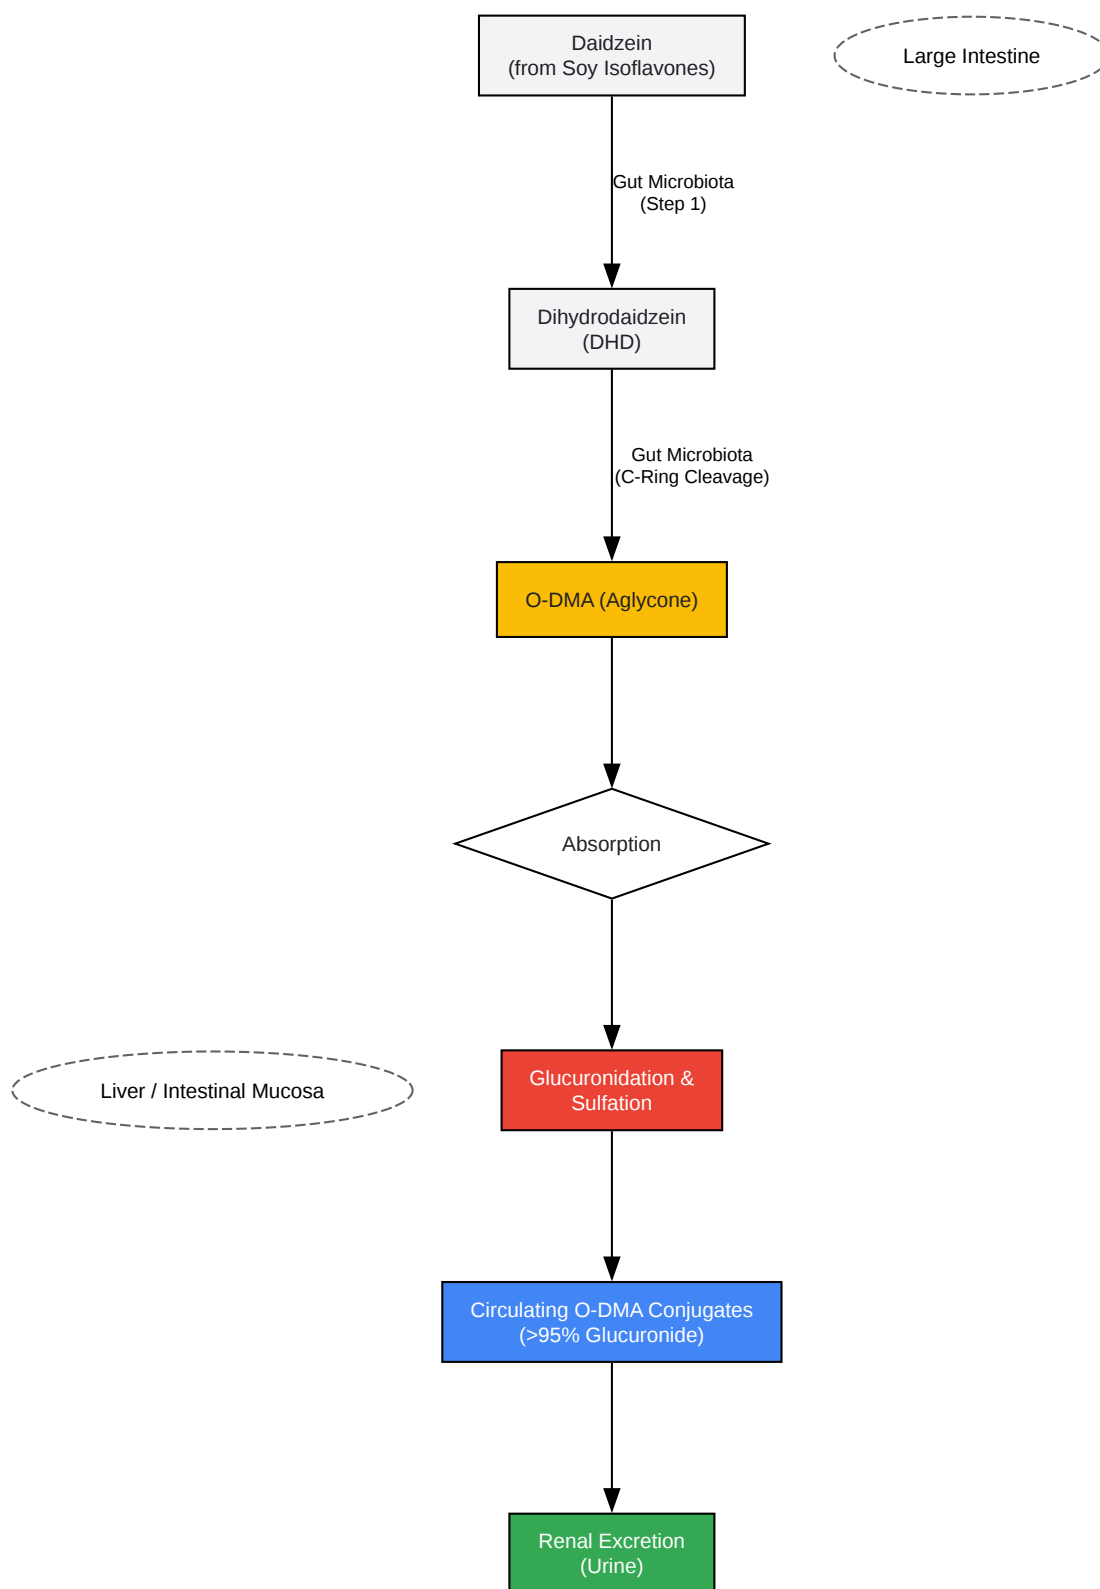 Daidzein
(from Soy Isoflavones)
Large Intestine
Gut Microbiota
(Step 1)
Dihydrodaidzein
(DHD)
Gut Microbiota
(C-Ring Cleavage)
O-DMA (Aglycone)
Absorption
Glucuronidation &
Sulfation
Liver / Intestinal Mucosa
Circulating O-DMA Conjugates
(>95% Glucuronide)
Renal Excretion
(Urine)